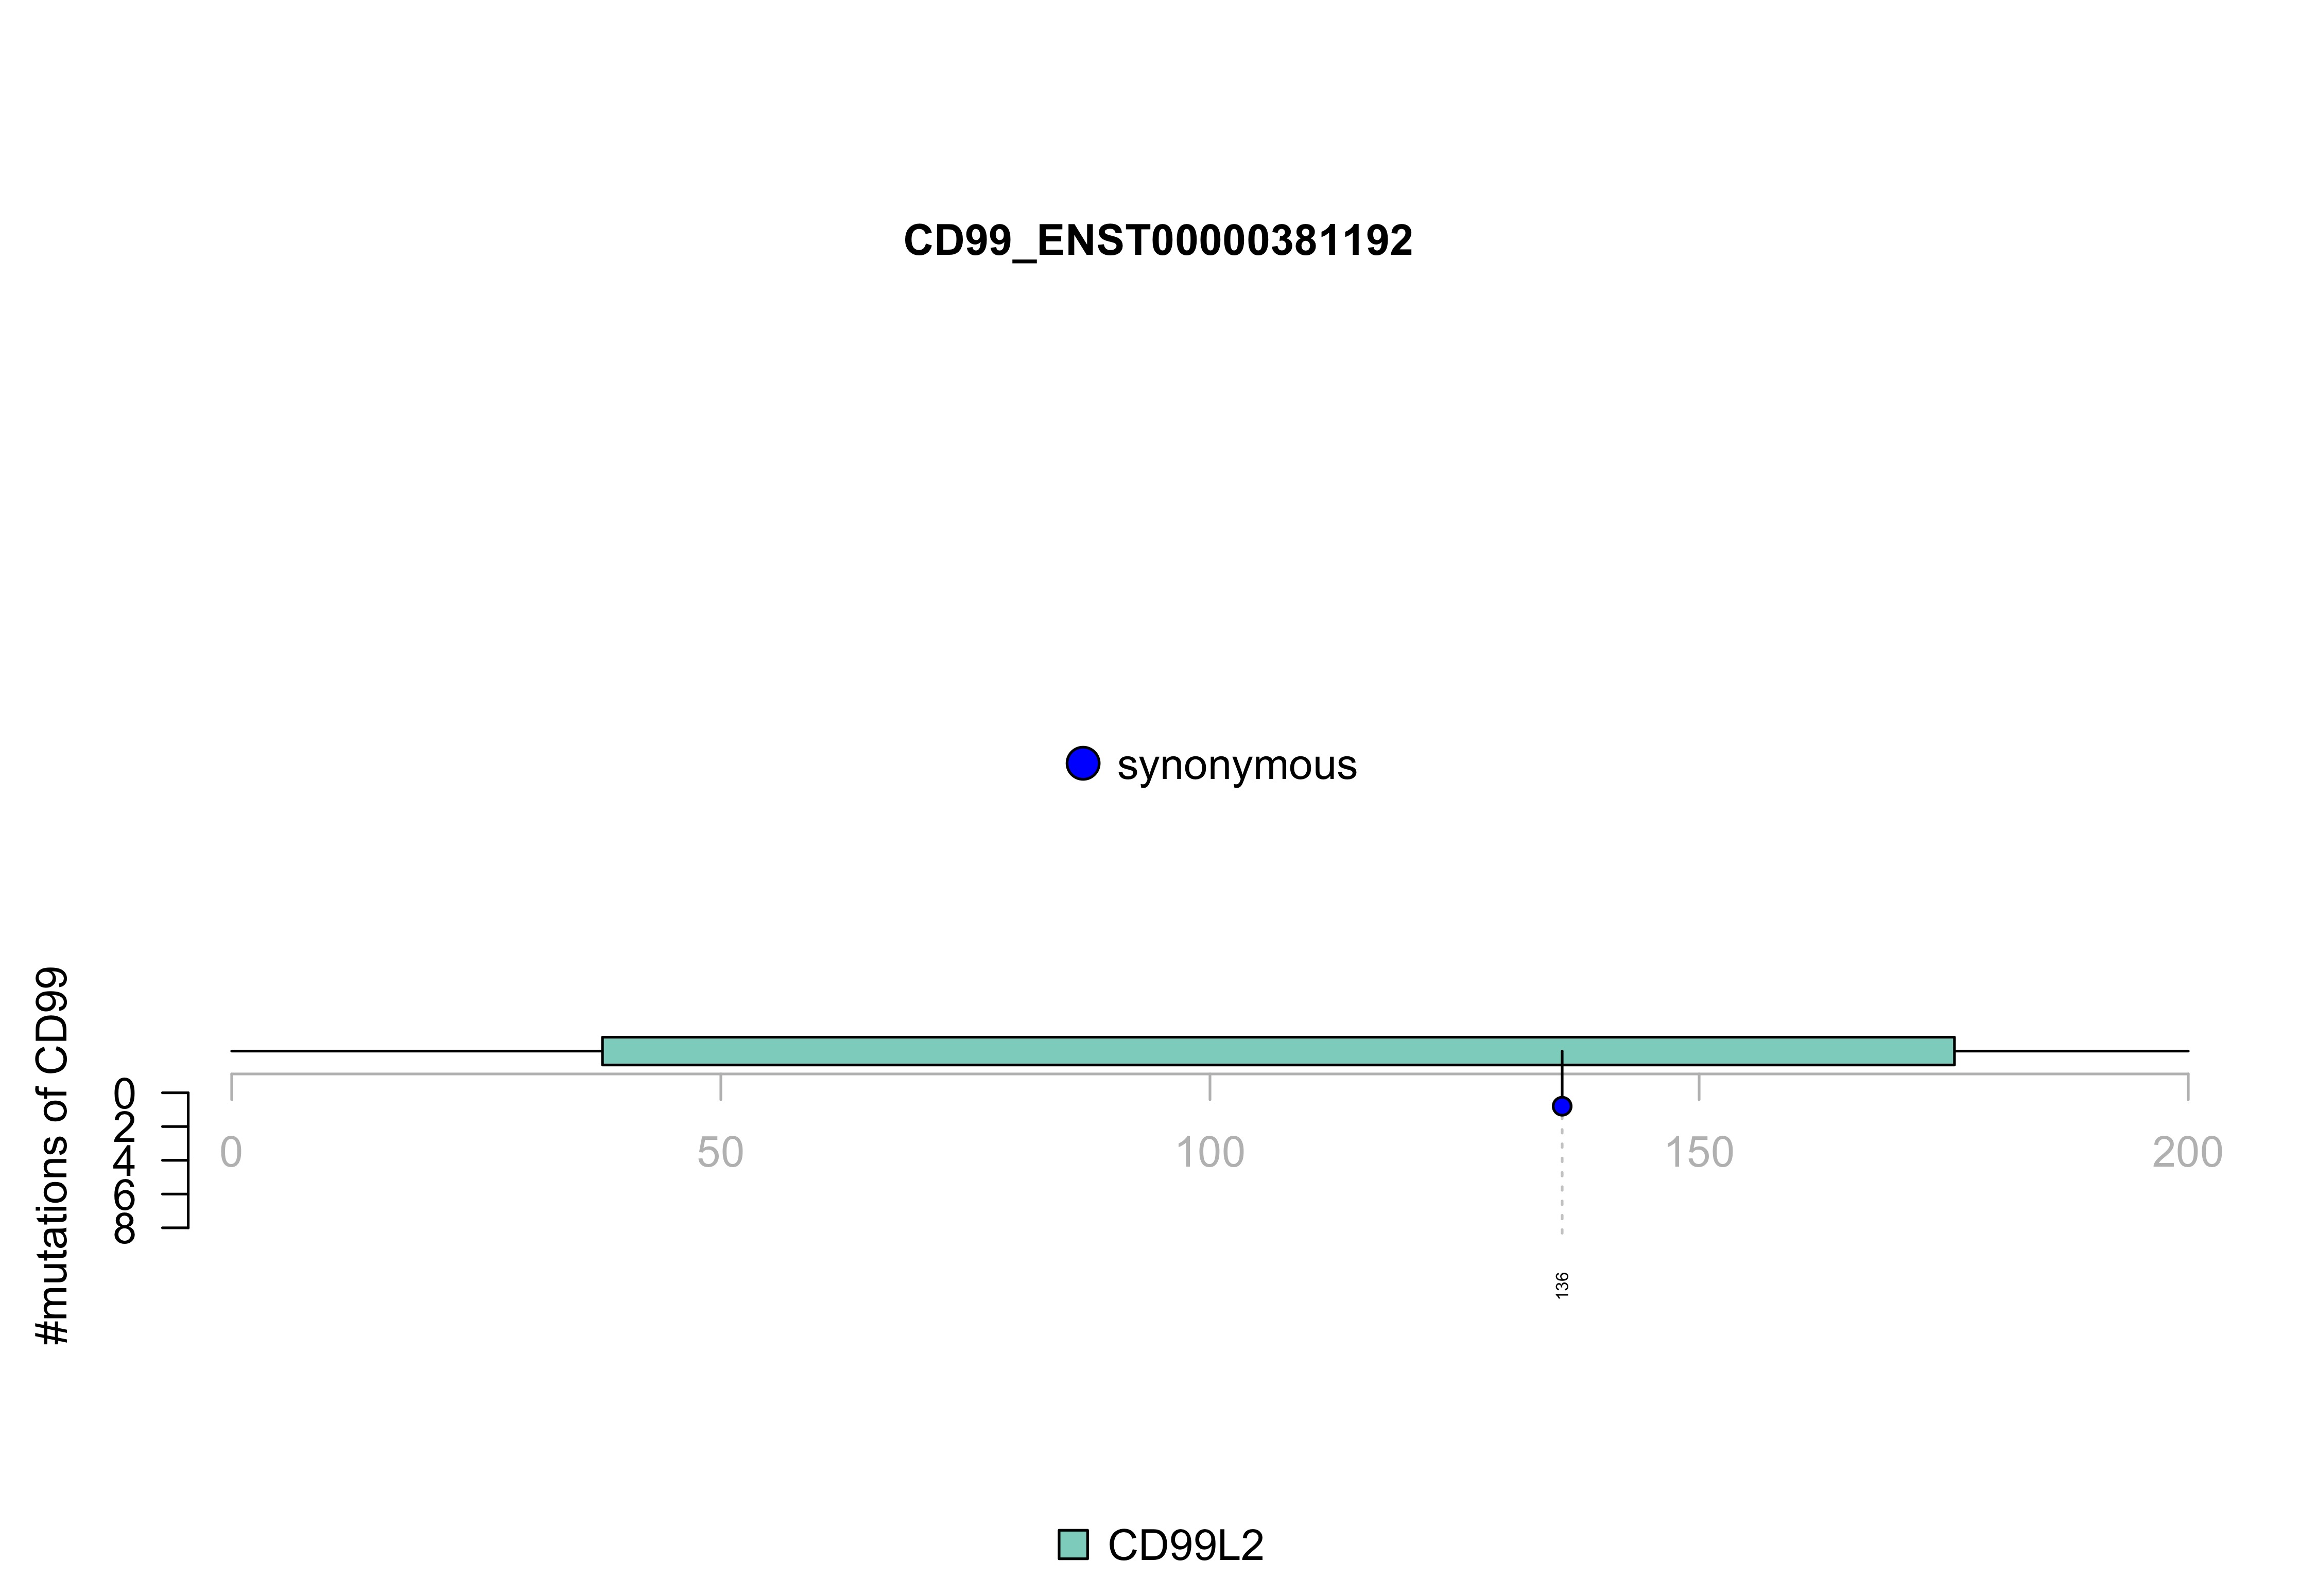 CD99_ENST00000381192
synonymous
#mutations of CD99
0
2
4
6
8
0 50 100 150 200
136
CD99L2